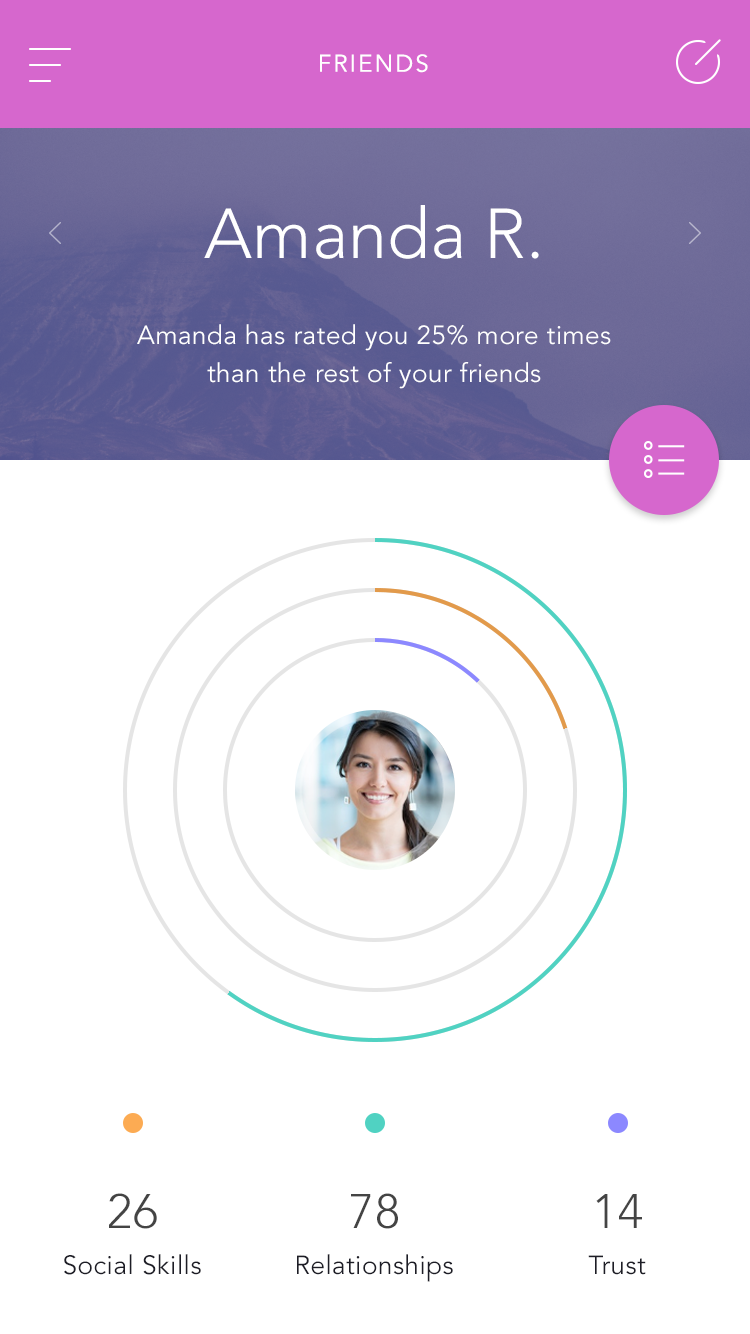 FRIENDS
Amanda R.
Amanda has rated you 25% more times
than the rest of your friends
26
78
14
Social Skills
Relationships
Trust